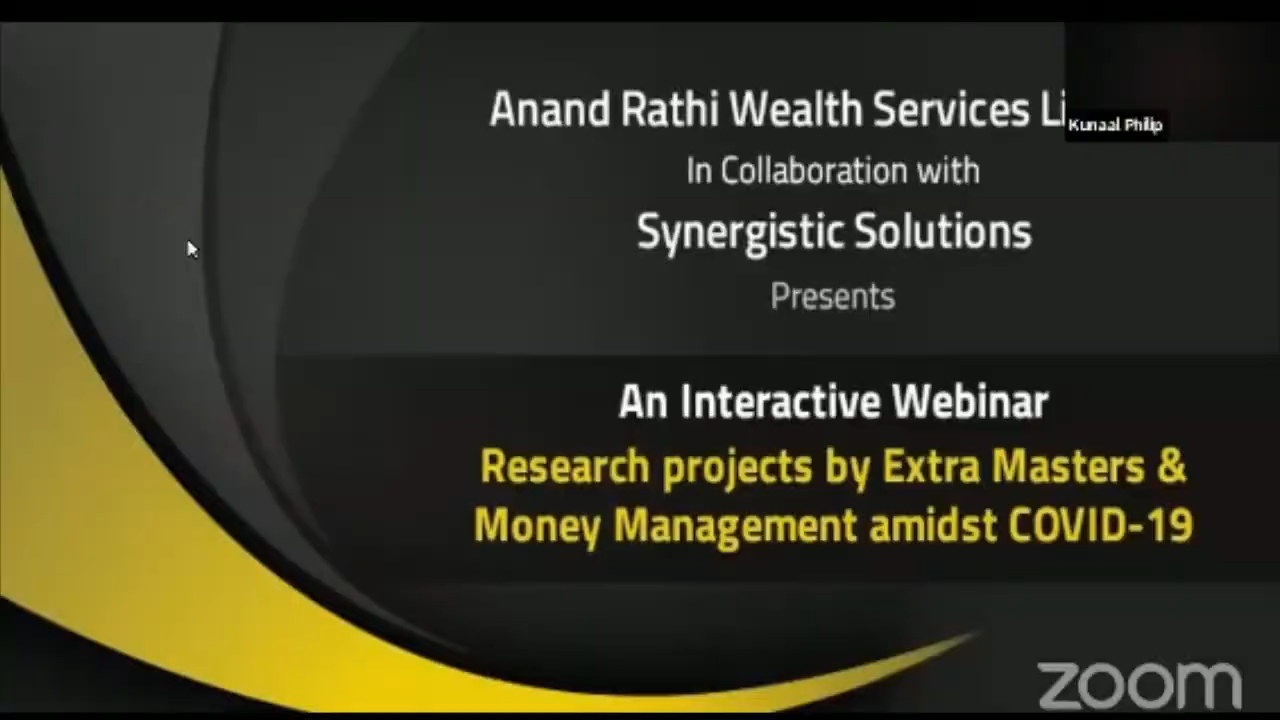 Anand Rathi Wealth Services Li
Kunaal Philip
In Collaboration with
Synergistic Solutions
Presents
An Interactive Webinar
Research projects by Extra Masters &
Money Management amidst COVID-19
zoom